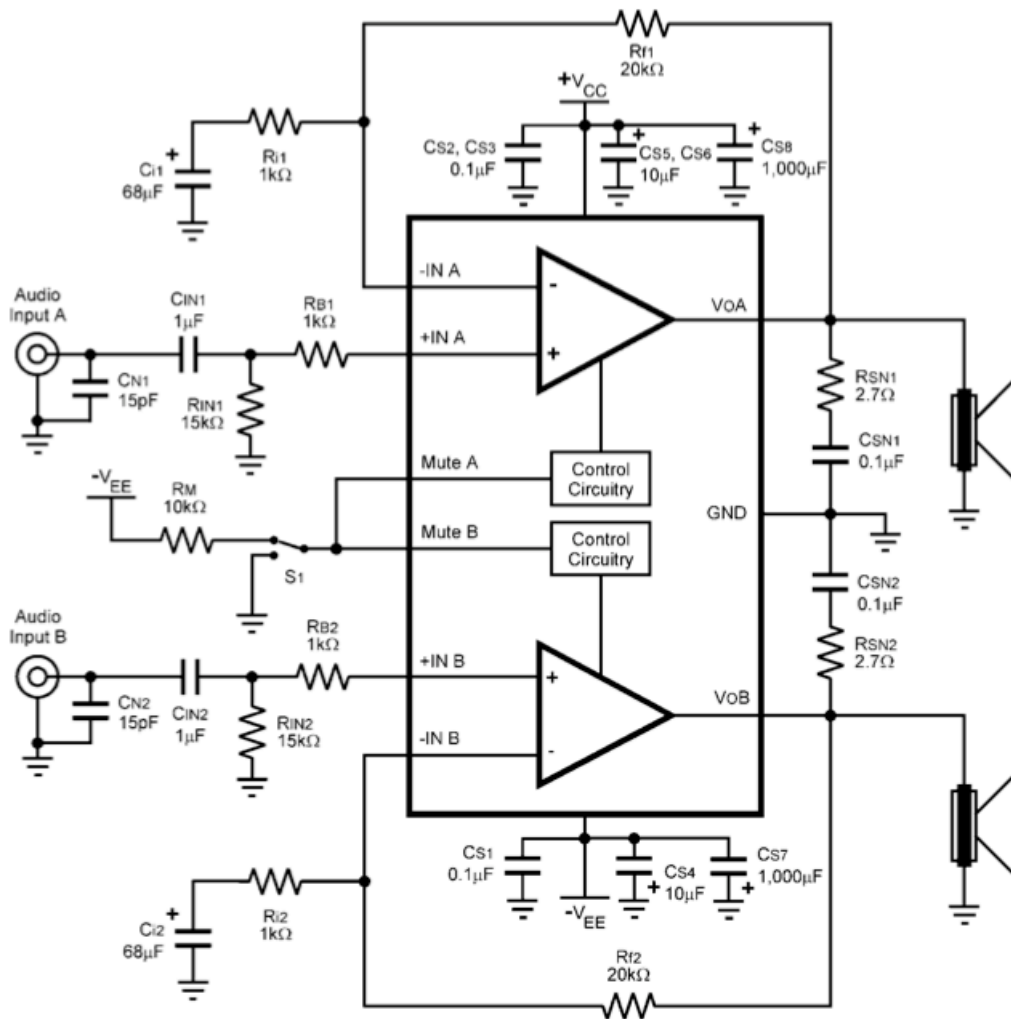 Rf1
20kΩ
+VCC
Ri1
1kΩ
Ci1
68µF
+
CS2, CS3
0.1µF
+
CS5, CS6
10µF
+
CS8
1,000µF
-IN A
-
Audio
Input A
CIN1
1µF
RB1
1kΩ
VOA
+IN A
+
CN1
15pF
RIN1
15kΩ
RSN1
2.7Ω
CSN1
0.1µF
Mute A
Control
Circuitry
-VEE
RM
10kΩ
GND
Mute B
Control
Circuitry
S1
CSN2
0.1µF
Audio
Input B
RB2
1kΩ
+IN B
+
RSN2
2.7Ω
CN2
15pF
CIN2
1µF
RIN2
15kΩ
VOB
-IN B
-
CS1
0.1µF
CS4
10µF
+
CS7
1,000µF
+
-VEE
Ri2
1kΩ
Ci2
68µF
+
Rf2
20kΩ